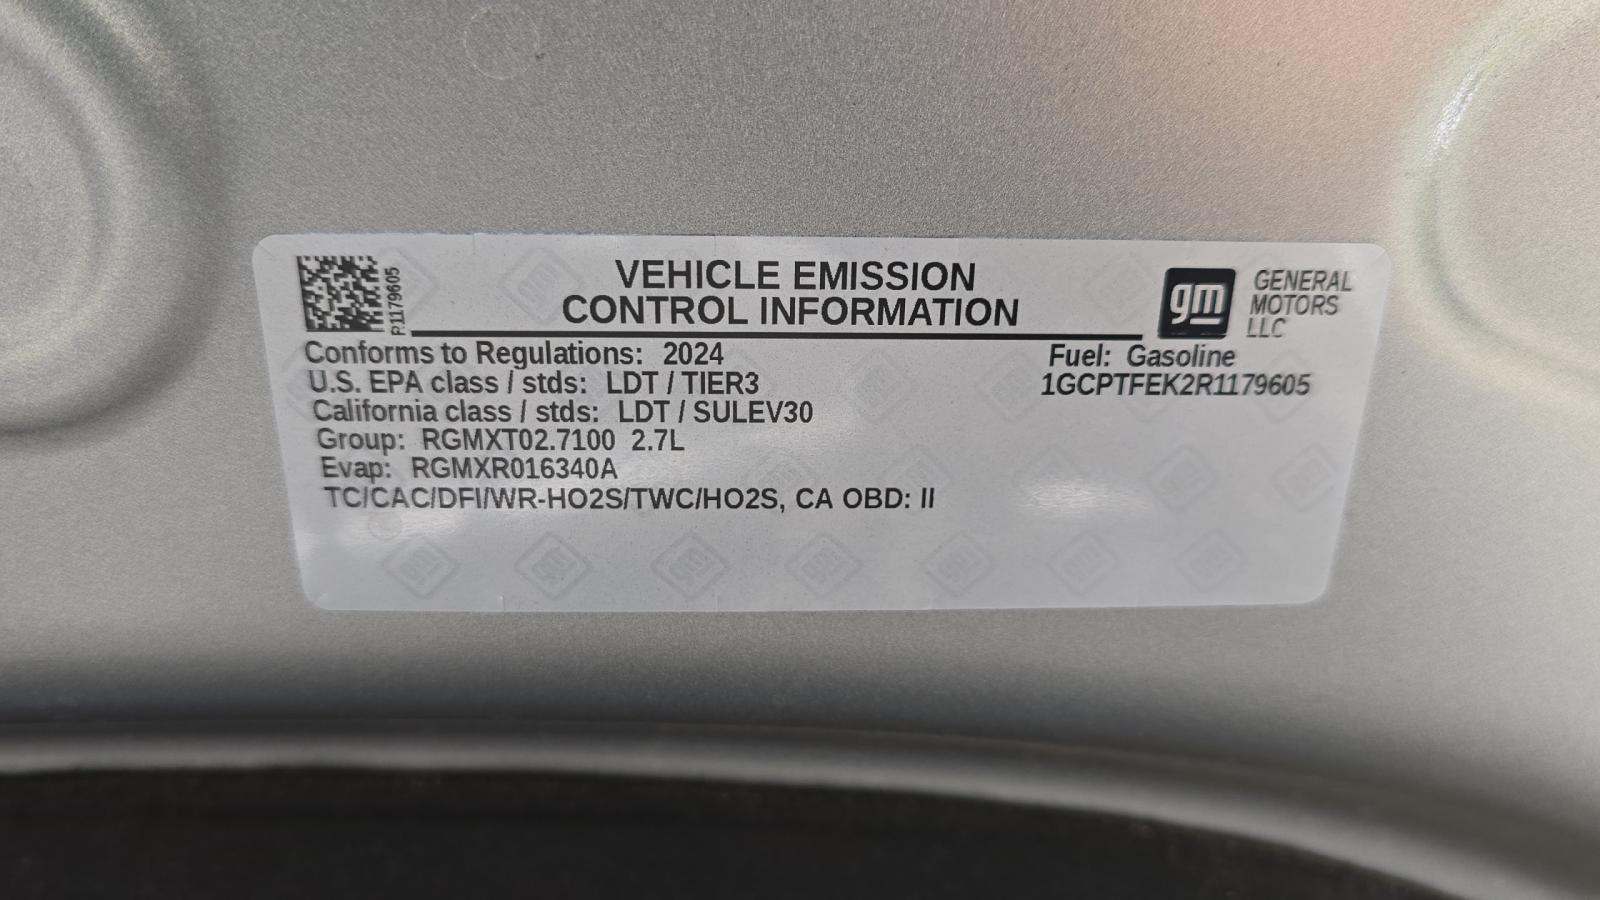 VEHICLE EMISSION
CONTROL INFORMATION
gm
GENERAL
MOTORS
LLC
R1179605
Conforms to Regulations: 2024
U.S. EPA class / stds: LDT / TIER3
California class / stds: LDT / SULEV30
Group: RGMXT02.7100 2.7L
Evap: RGMXR016340A
TC/CAC/DFI/WR-HO2S/TWC/HO2S, CA OBD: II
Fuel: Gasoline
1GCPTFEK2R1179605